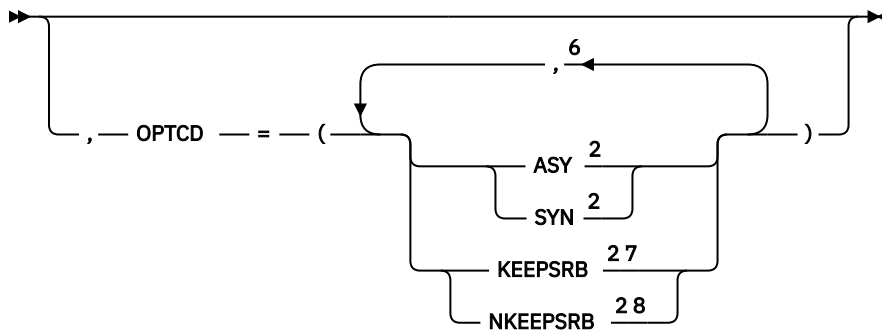 , 6
, OPTCD = ( )
ASY 2
SYN 2
KEEPSRB 2 7
NKEEPSRB 2 8